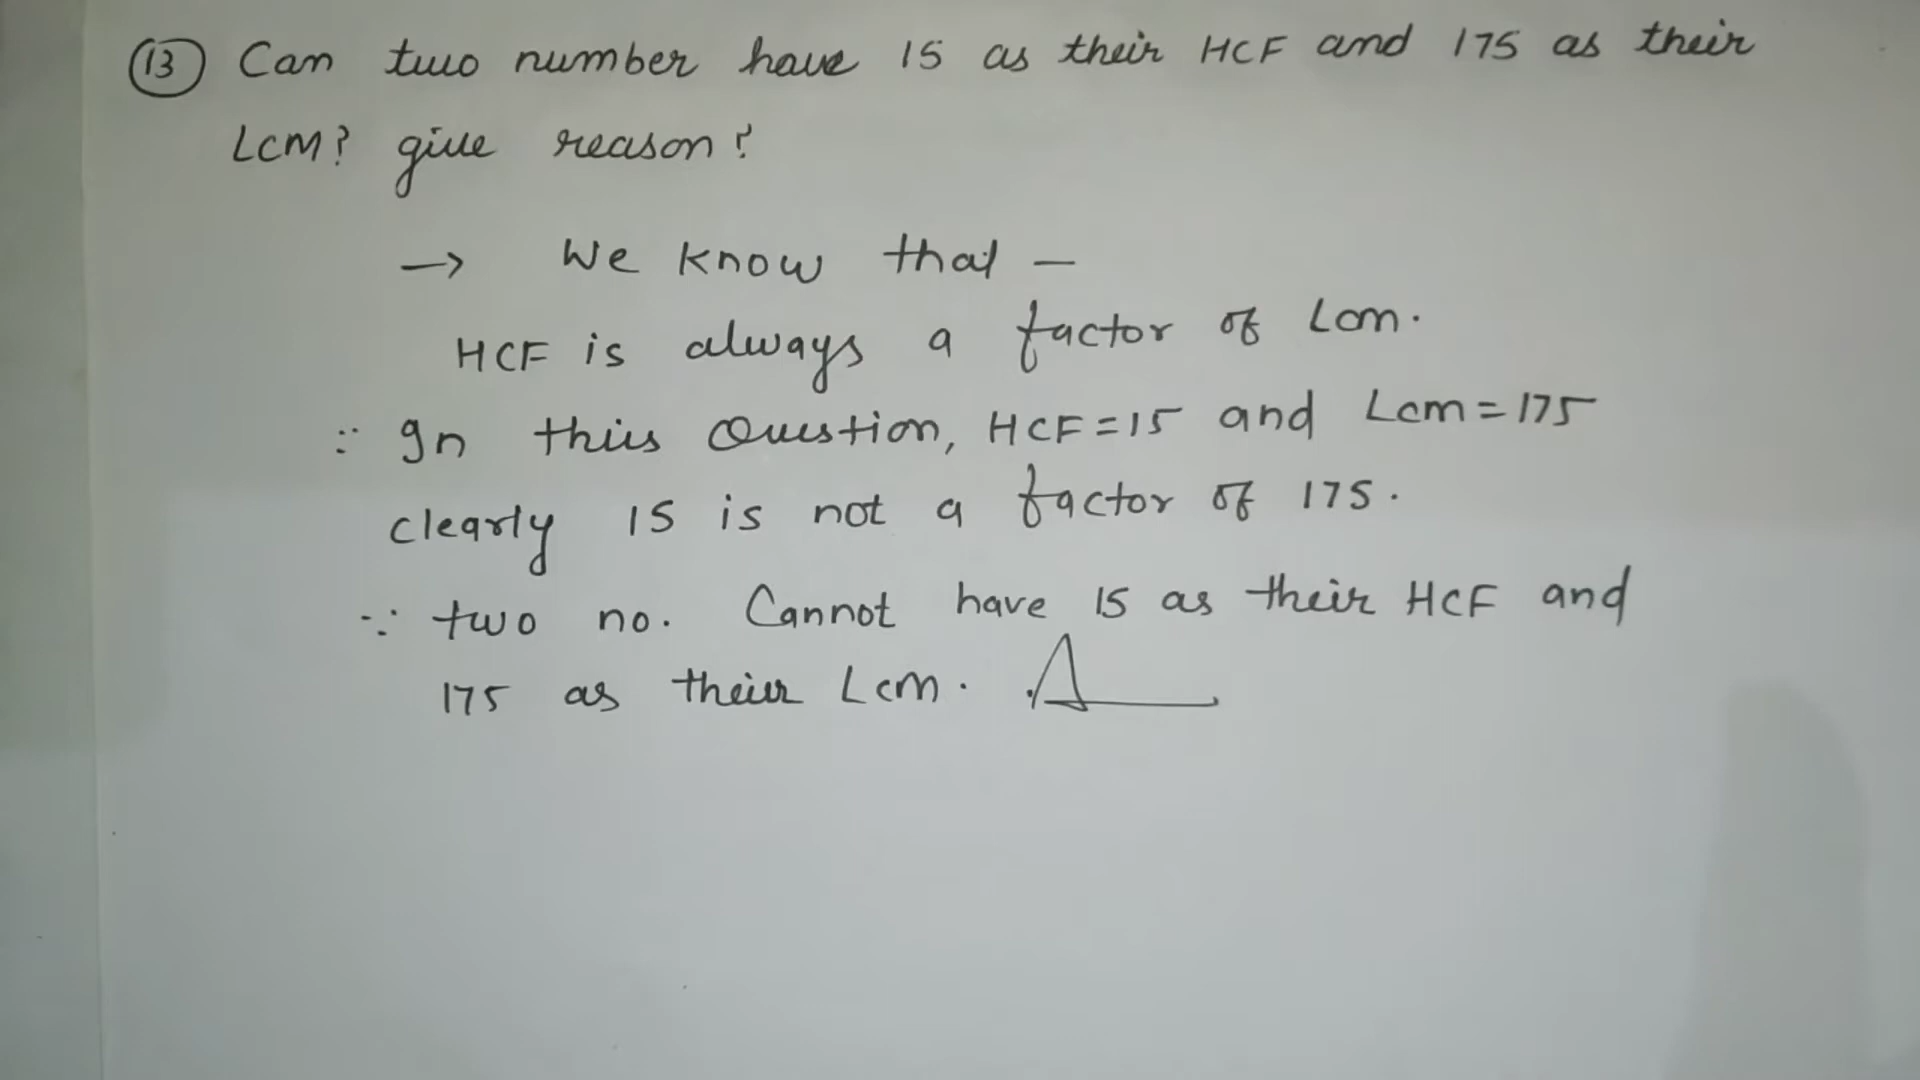 (13) Can two number have 15 as their HCF and 175 as their
LCM? give reason?
→ We know that —
HCF is always a factor of Lcm.
∵ In this Question, HCF = 15 and Lcm = 175
clearly 15 is not a factor of 175.
∵ two no. Cannot have 15 as their HCF and
175 as their Lcm.